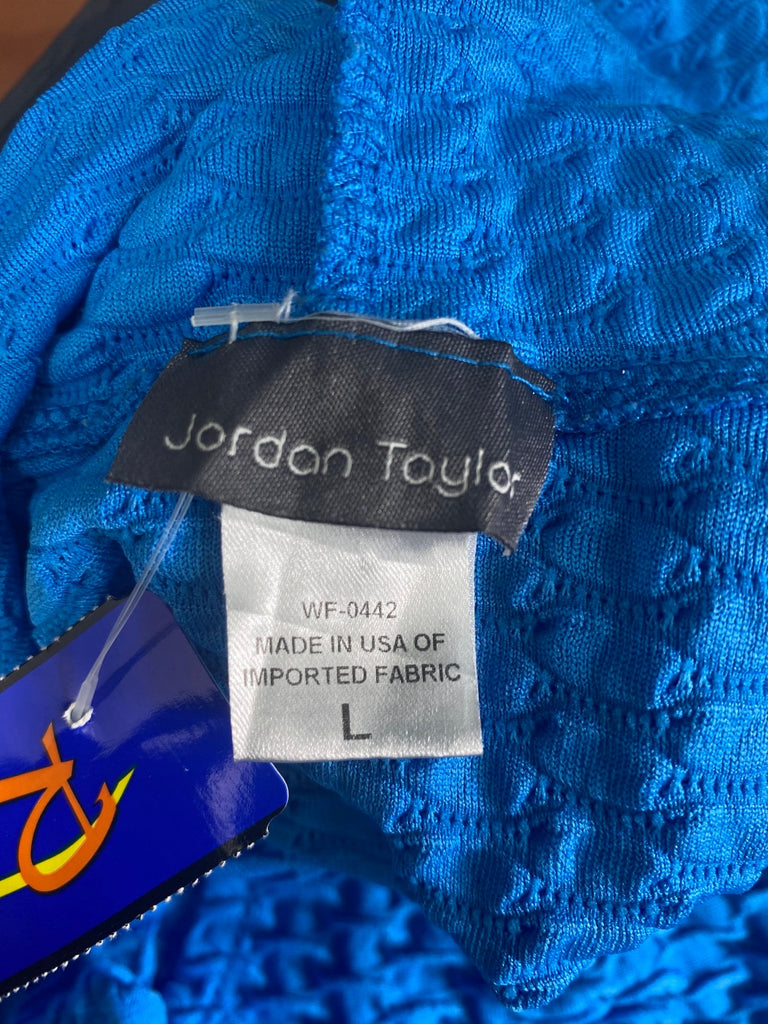 Jordan Taylor
WF-0442
MADE IN USA OF
IMPORTED FABRIC
L